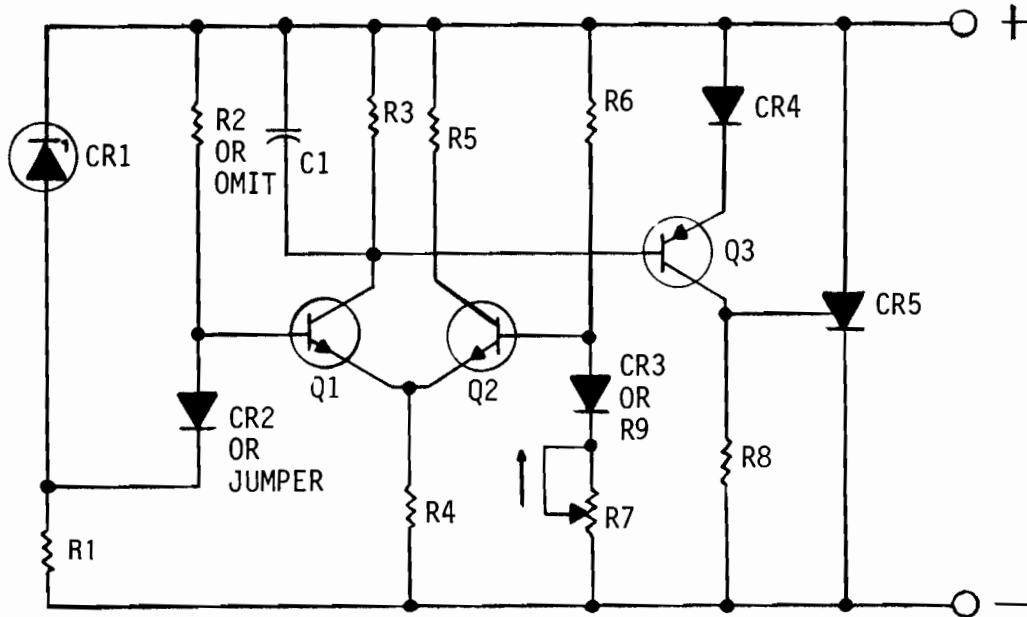 +
R6
CR4
R2
OR
OMIT
R3
R5
CR1
C1
Q3
CR5
Q1
Q2
CR3
OR
R9
CR2
OR
JUMPER
R8
R4
R7
R1
−